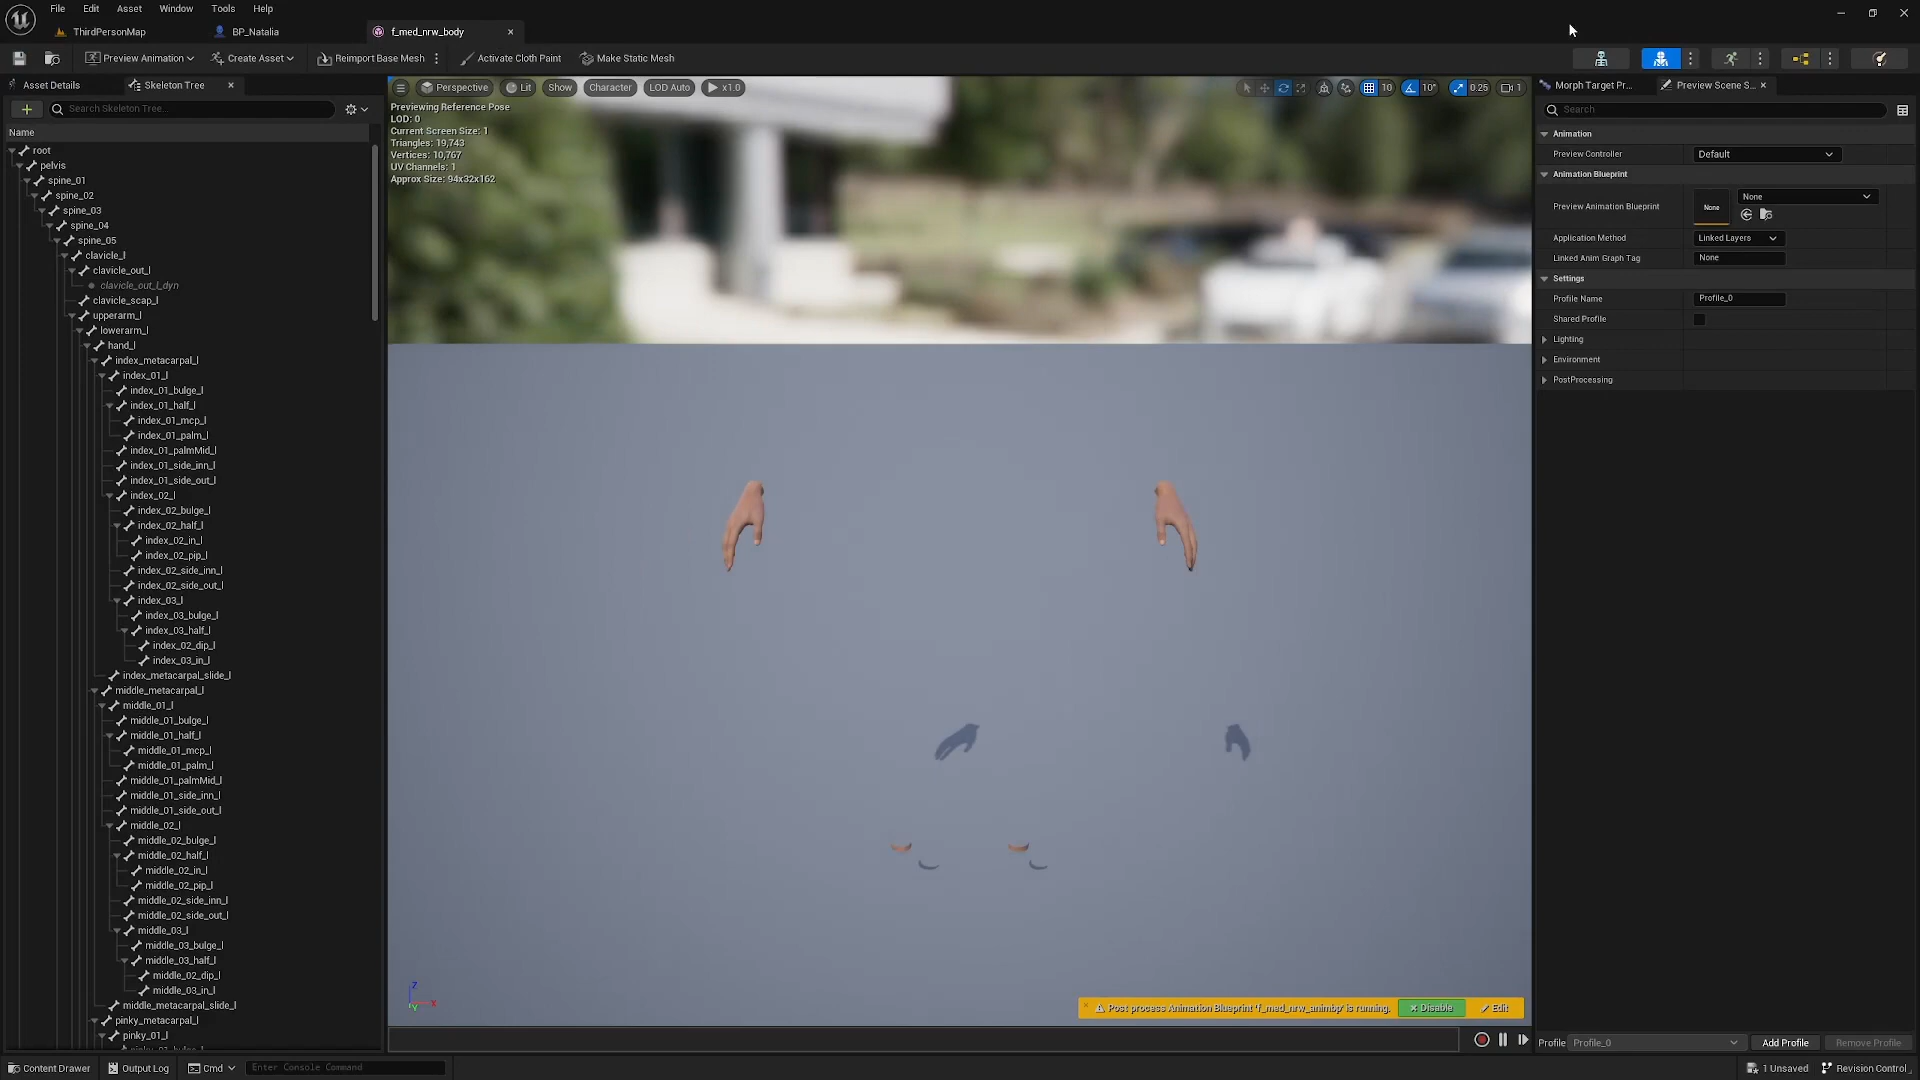 File Edit Asset Window Tools Help
ThirdPersonMap BP_Natalia f_med_nrw_body
Preview Animation Create Asset Reimport Base Mesh Activate Cloth Paint Make Static Mesh
Asset Details Skeleton Tree
Search Skeleton Tree...
Name
root
pelvis
spine_01
spine_02
spine_03
spine_04
spine_05
clavicle_l
clavicle_out_l
clavicle_out_l_dyn
clavicle_scap_l
upperarm_l
lowerarm_l
hand_l
index_metacarpal_l
index_01_l
index_01_bulge_l
index_01_half_l
index_01_mcp_l
index_01_palm_l
index_01_palmMid_l
index_01_side_inn_l
index_01_side_out_l
index_02_l
index_02_bulge_l
index_02_half_l
index_02_in_l
index_02_pip_l
index_02_side_inn_l
index_02_side_out_l
index_03_l
index_03_bulge_l
index_03_half_l
index_02_dip_l
index_03_in_l
index_metacarpal_slide_l
middle_metacarpal_l
middle_01_l
middle_01_bulge_l
middle_01_half_l
middle_01_mcp_l
middle_01_palm_l
middle_01_palmMid_l
middle_01_side_inn_l
middle_01_side_out_l
middle_02_l
middle_02_bulge_l
middle_02_half_l
middle_02_in_l
middle_02_pip_l
middle_02_side_inn_l
middle_02_side_out_l
middle_03_l
middle_03_bulge_l
middle_03_half_l
middle_02_dip_l
middle_03_in_l
middle_metacarpal_slide_l
pinky_metacarpal_l
pinky_01_l
Perspective Lit Show Character LOD Auto x1.0
10 10° 0.25 1
Previewing Reference Pose
LOD: 0
Current Screen Size: 1
Triangles: 19,743
Vertices: 10,767
UV Channels: 1
Approx Size: 94x32x162
Z
X
Y
Post process Animation Blueprint 'f_med_nrw_animbp' is running. Disable Edit
Morph Target Pr... Preview Scene S...
Search
Animation
Preview Controller Default
Animation Blueprint
Preview Animation Blueprint None None
Application Method Linked Layers
Linked Anim Graph Tag None
Settings
Profile Name Profile_0
Shared Profile
Lighting
Environment
PostProcessing
Profile Profile_0 Add Profile Remove Profile
Content Drawer Output Log Cmd Enter Console Command 1 Unsaved Revision Control